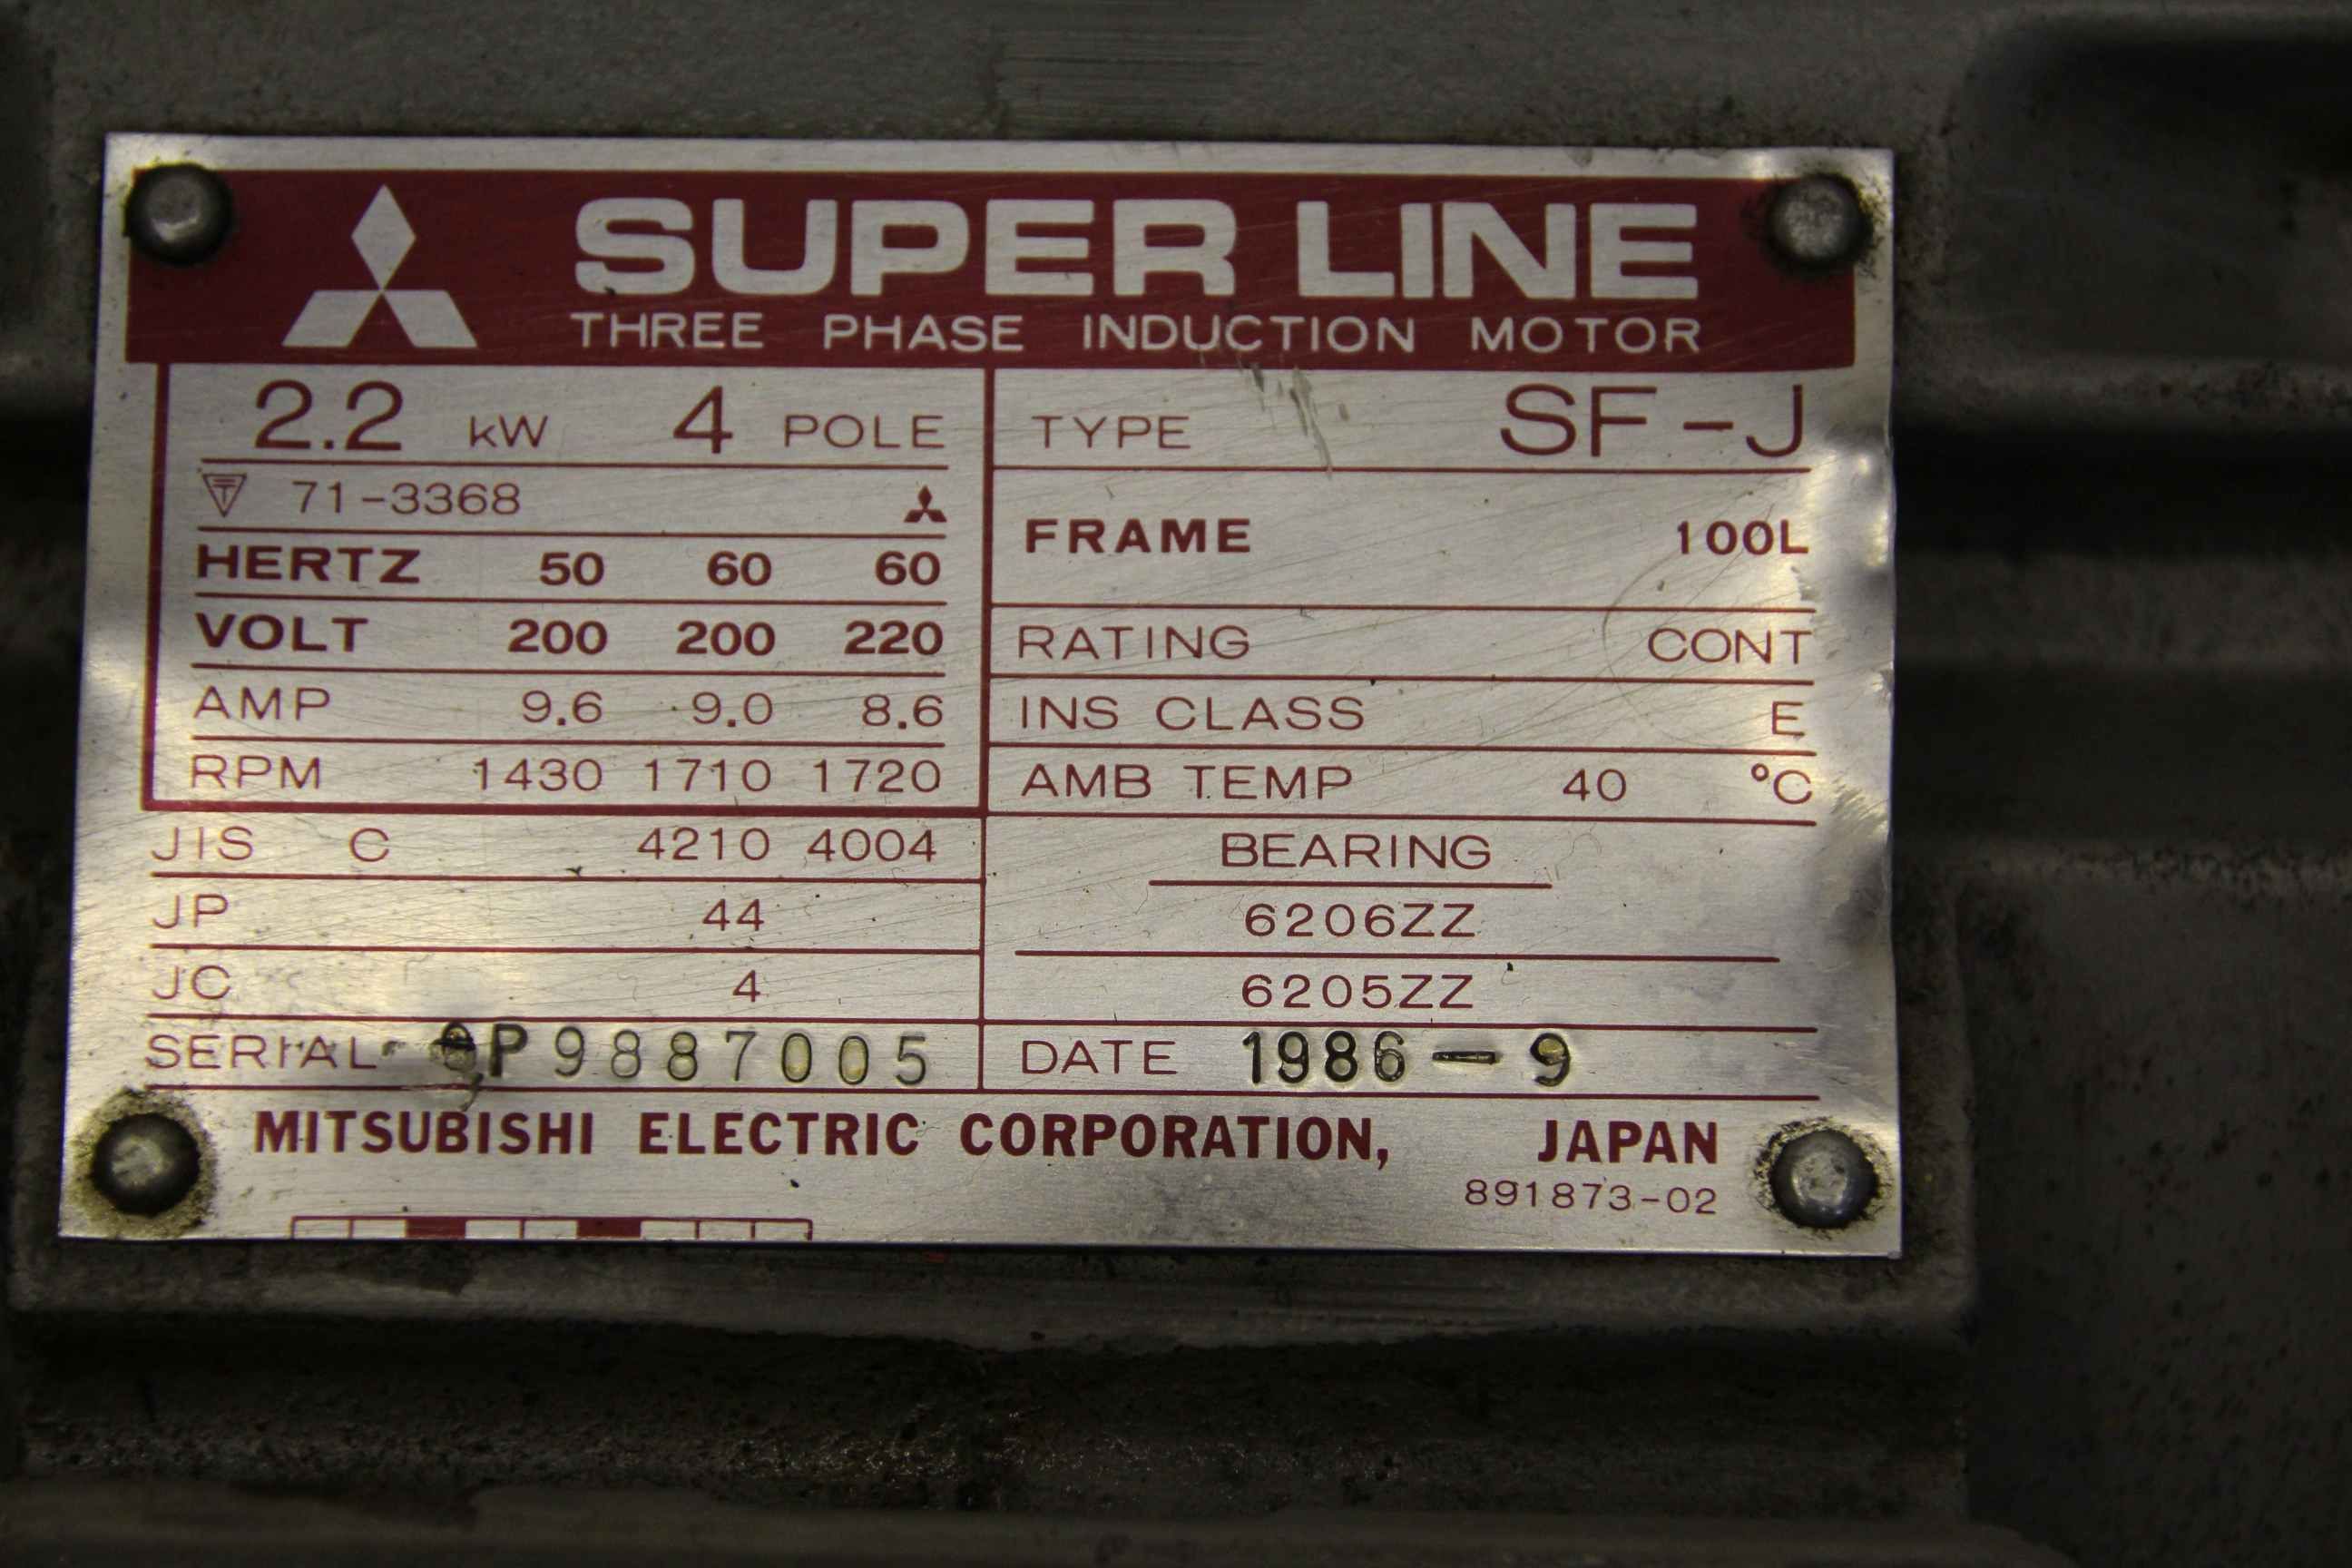 SUPER LINE
THREE PHASE INDUCTION MOTOR
2.2 kW 4 POLE
71-3368
HERTZ 50 60 60
VOLT 200 200 220
AMP 9.6 9.0 8.6
RPM 1430 1710 1720
JIS C 4210 4004
JP 44
JC 4
SERIAL P9887005
TYPE SF-J
FRAME 100L
RATING CONT
INS CLASS E
AMB TEMP 40 °C
BEARING
6206ZZ
6205ZZ
DATE 1986-9
MITSUBISHI ELECTRIC CORPORATION, JAPAN
891873-02